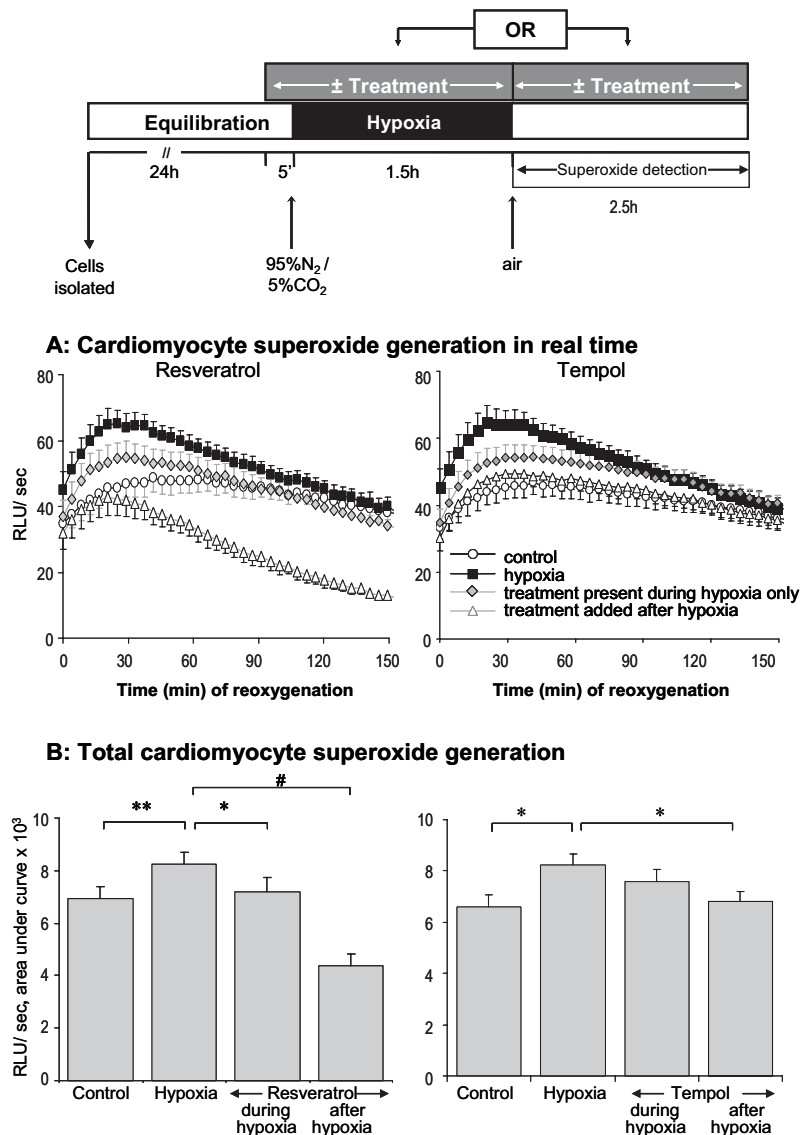 OR
± Treatment ± Treatment
Equilibration Hypoxia
//
24h 5' 1.5h Superoxide detection
2.5h
Cells
isolated
95%N₂ /
5%CO₂
air
A: Cardiomyocyte superoxide generation in real time
Resveratrol Tempol
RLU/ sec
80
60
40
20
0
0 30 60 90 120 150
Time (min) of reoxygenation
80
60
40
20
0
control
hypoxia
treatment present during hypoxia only
treatment added after hypoxia
0 30 60 90 120 150
Time (min) of reoxygenation
B: Total cardiomyocyte superoxide generation
RLU/ sec, area under curve x 10³
#
** *
10
8
6
4
2
0
Control Hypoxia Resveratrol
during after
hypoxia hypoxia
* *
10
8
6
4
2
0
Control Hypoxia Tempol
during after
hypoxia hypoxia